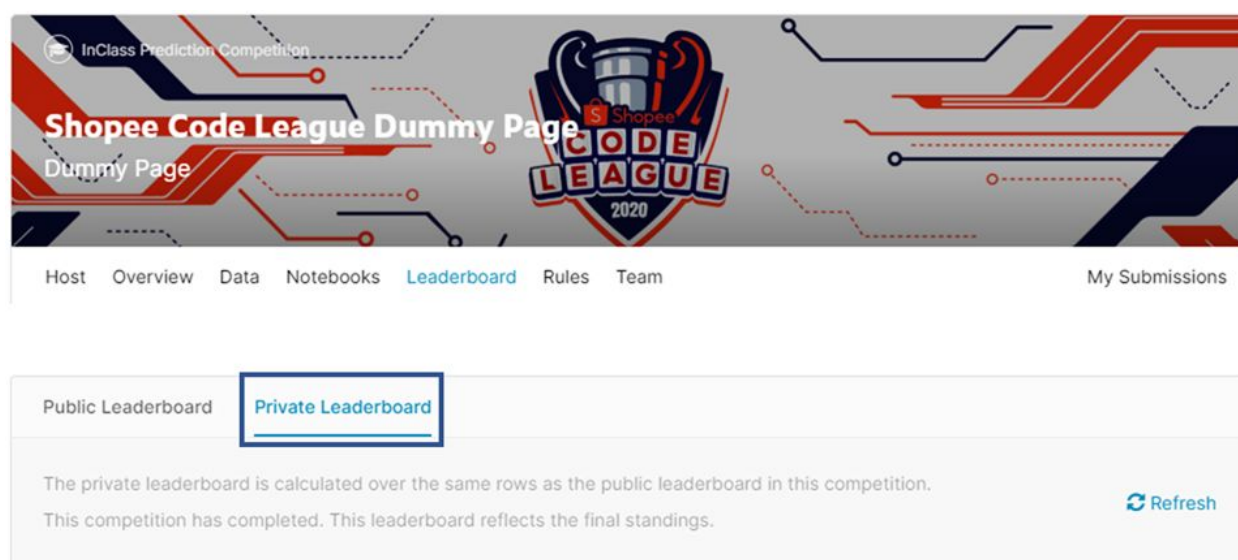 InClass Prediction Competition
Shopee Code League Dummy Page
Dummy Page
S Shopee
CODE
LEAGUE
2020
Host Overview Data Notebooks Leaderboard Rules Team My Submissions
Public Leaderboard Private Leaderboard
The private leaderboard is calculated over the same rows as the public leaderboard in this competition.
This competition has completed. This leaderboard reflects the final standings.
Refresh